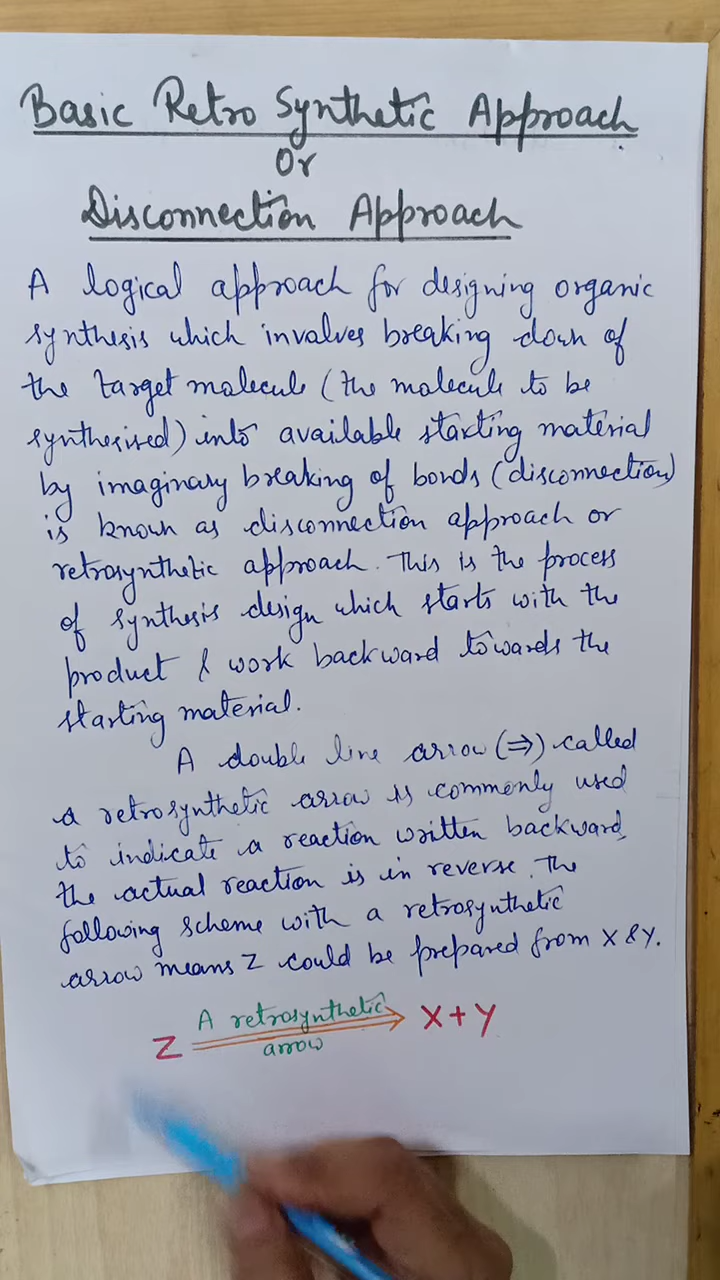 Basic Retro Synthetic Approach
Or
Disconnection Approach
A logical approach for designing organic
synthesis which involves breaking down of
the target molecule (the molecule to be
synthesised) into available starting material
by imaginary breaking of bonds (disconnection)
is known as disconnection approach or
retrosynthetic approach. This is the process
of synthesis design which starts with the
product & work backward towards the
starting material.
A double line arrow (⇒) called
a retrosynthetic arrow is commonly used
to indicate a reaction written backward,
the actual reaction is in reverse. The
following scheme with a retrosynthetic
arrow means Z could be prepared from X & Y.
Z A retrosynthetic arrow ⇒ X + Y